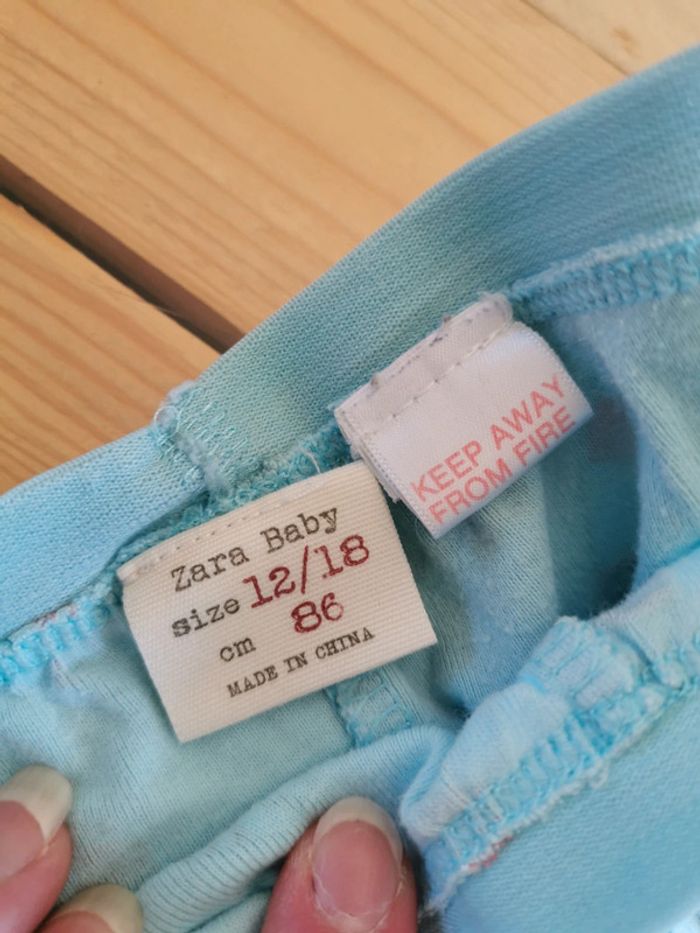 Zara Baby
size 12/18
cm 86
MADE IN CHINA
KEEP AWAY
FROM FIRE